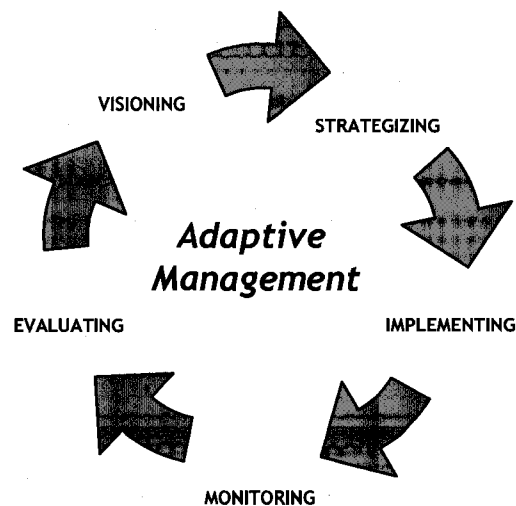 VISIONING
STRATEGIZING
Adaptive
Management
EVALUATING
IMPLEMENTING
MONITORING